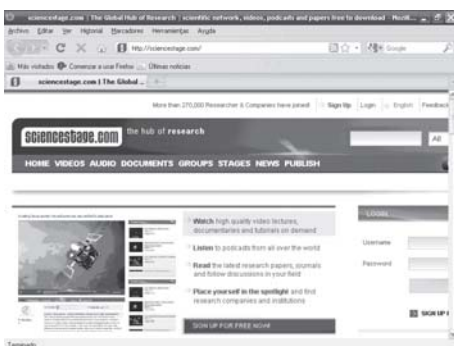 sciencestage.com | The Global Hub of Research | scientific network, videos, podcasts and papers free to download - Mozill...
Archivo Editar Ver Historial Marcadores Herramientas Ayuda
http://sciencestage.com/
Google
Más visitados Comenzar a usar Firefox Últimas noticias
sciencestage.com | The Global ...
More than 270,000 Researcher & Companies have joined! Sign Up Login English Feedback
sciencestage.com the hub of research
All
HOME VIDEOS AUDIO DOCUMENTS GROUPS STAGES NEWS PUBLISH
Watch high quality video lectures,
documentaries and tutorials on demand
Listen to podcasts from all over the world
Read the latest research papers, journals
and follow discussions in your field
Place yourself in the spotlight and find
research companies and institutions
SIGN UP FOR FREE NOW!
LOGIN
Username
Password
SIGN UP
Terminado